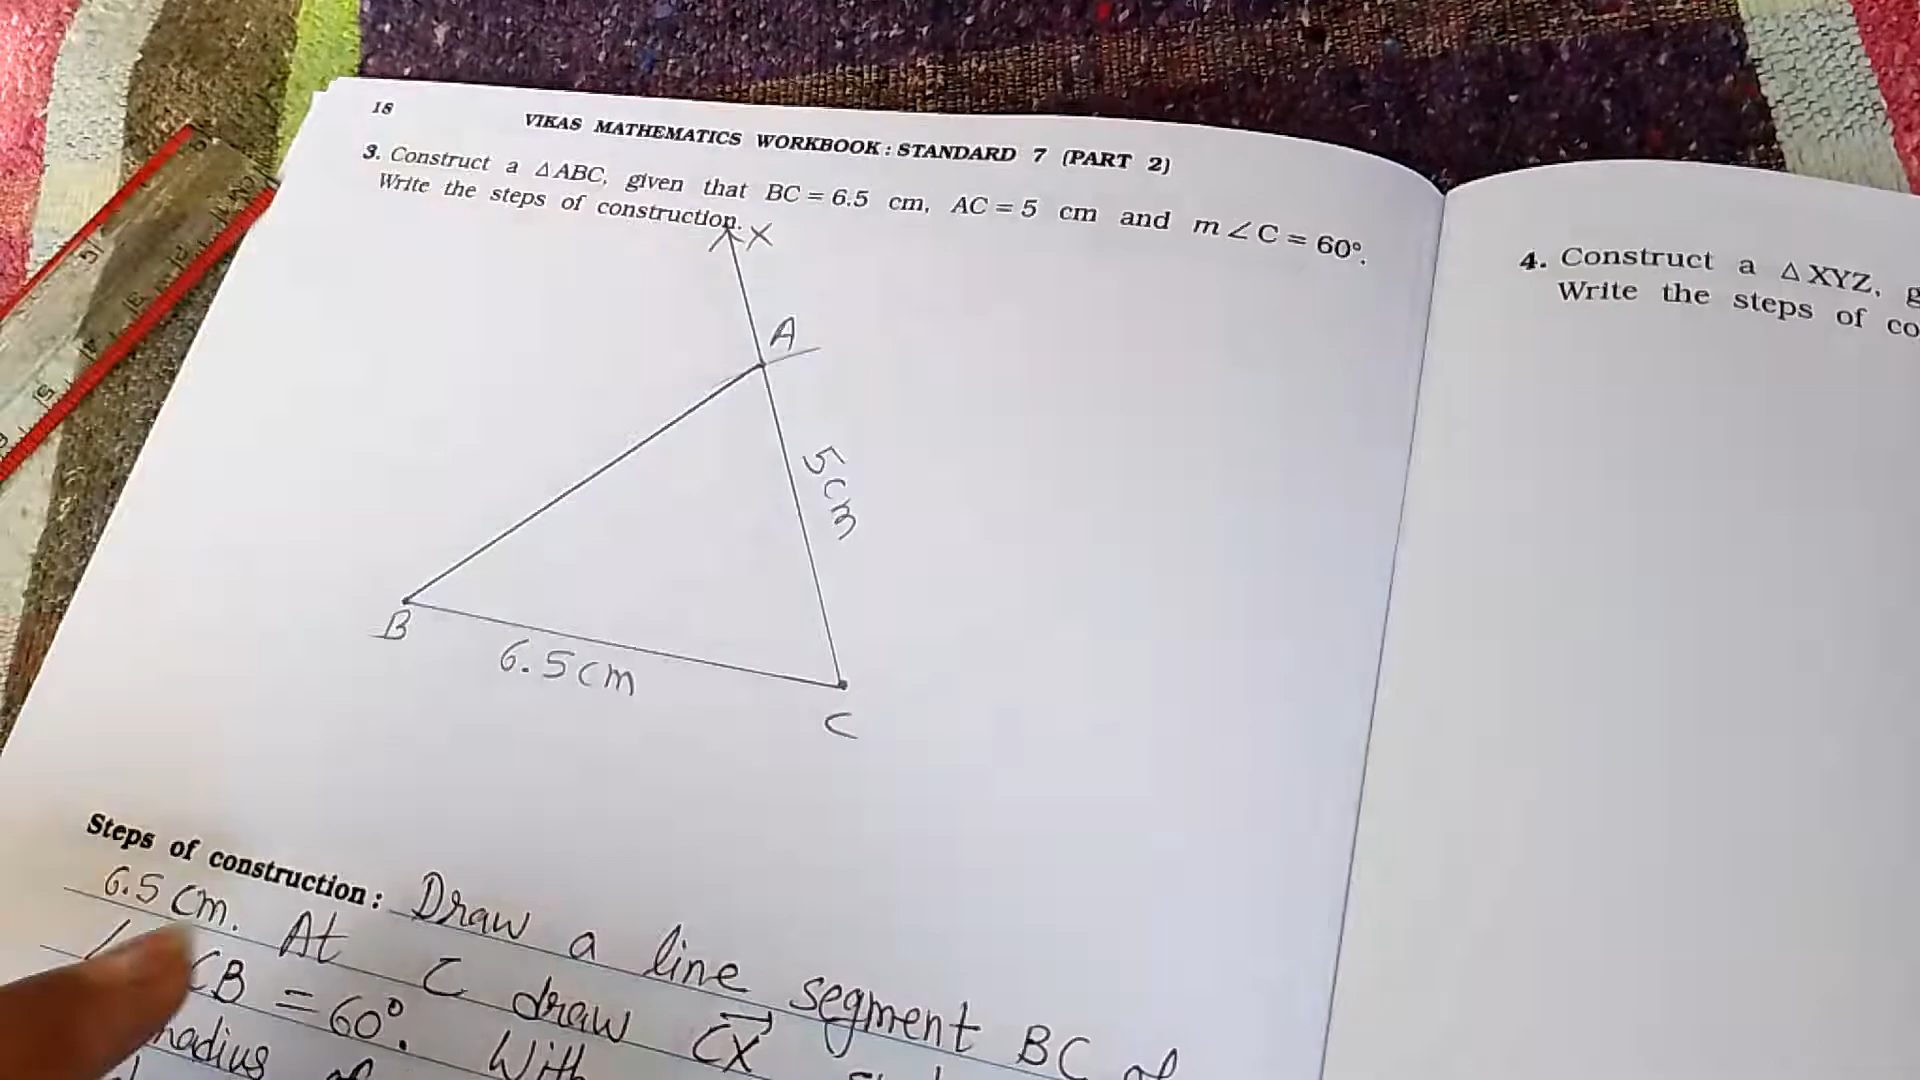 18
VIKAS MATHEMATICS WORKBOOK : STANDARD 7 (PART 2)
3. Construct a △ABC, given that BC = 6.5 cm, AC = 5 cm and m∠C = 60°.
Write the steps of construction.
X
A
5cm
B
6.5cm
C
Steps of construction : Draw a line segment BC of
6.5 cm. At C draw CX
CB = 60°. With
radius of
4. Construct a △XYZ,
Write the steps of